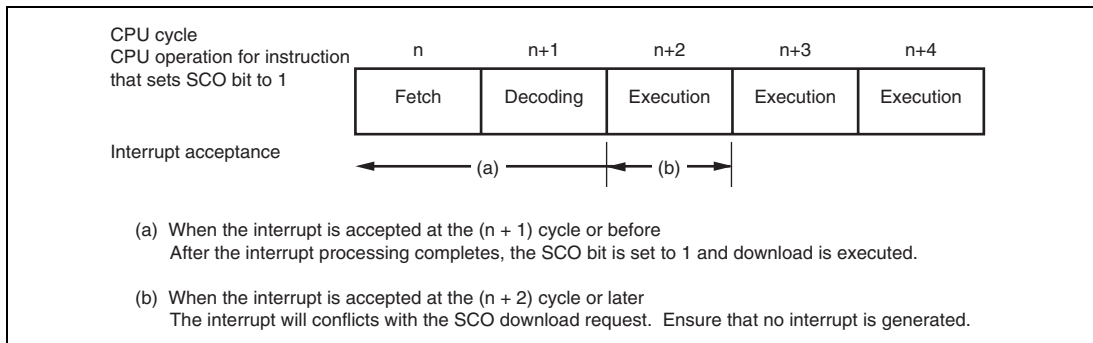 CPU cycle
CPU operation for instruction
that sets SCO bit to 1
n n+1 n+2 n+3 n+4
Fetch Decoding Execution Execution Execution
Interrupt acceptance
(a) (b)
(a) When the interrupt is accepted at the (n + 1) cycle or before
After the interrupt processing completes, the SCO bit is set to 1 and download is executed.
(b) When the interrupt is accepted at the (n + 2) cycle or later
The interrupt will conflicts with the SCO download request. Ensure that no interrupt is generated.